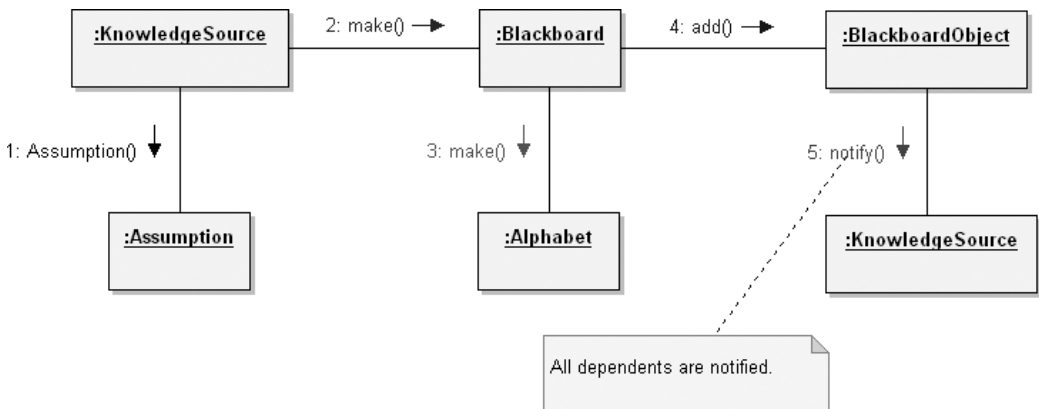 :KnowledgeSource
2: make()
:Blackboard
4: add()
:BlackboardObject
1: Assumption()
3: make()
5: notify()
:Assumption
:Alphabet
:KnowledgeSource
All dependents are notified.